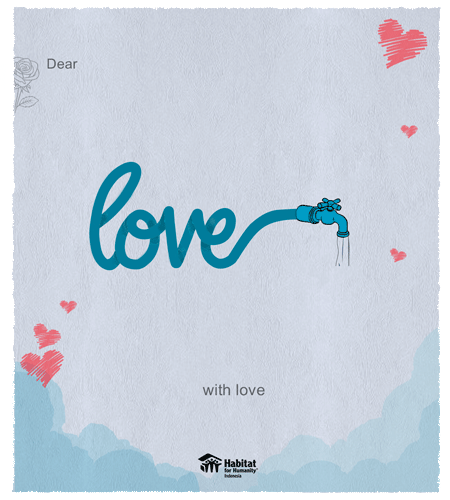 Dear
love
with love
Habitat
for Humanity®
Indonesia